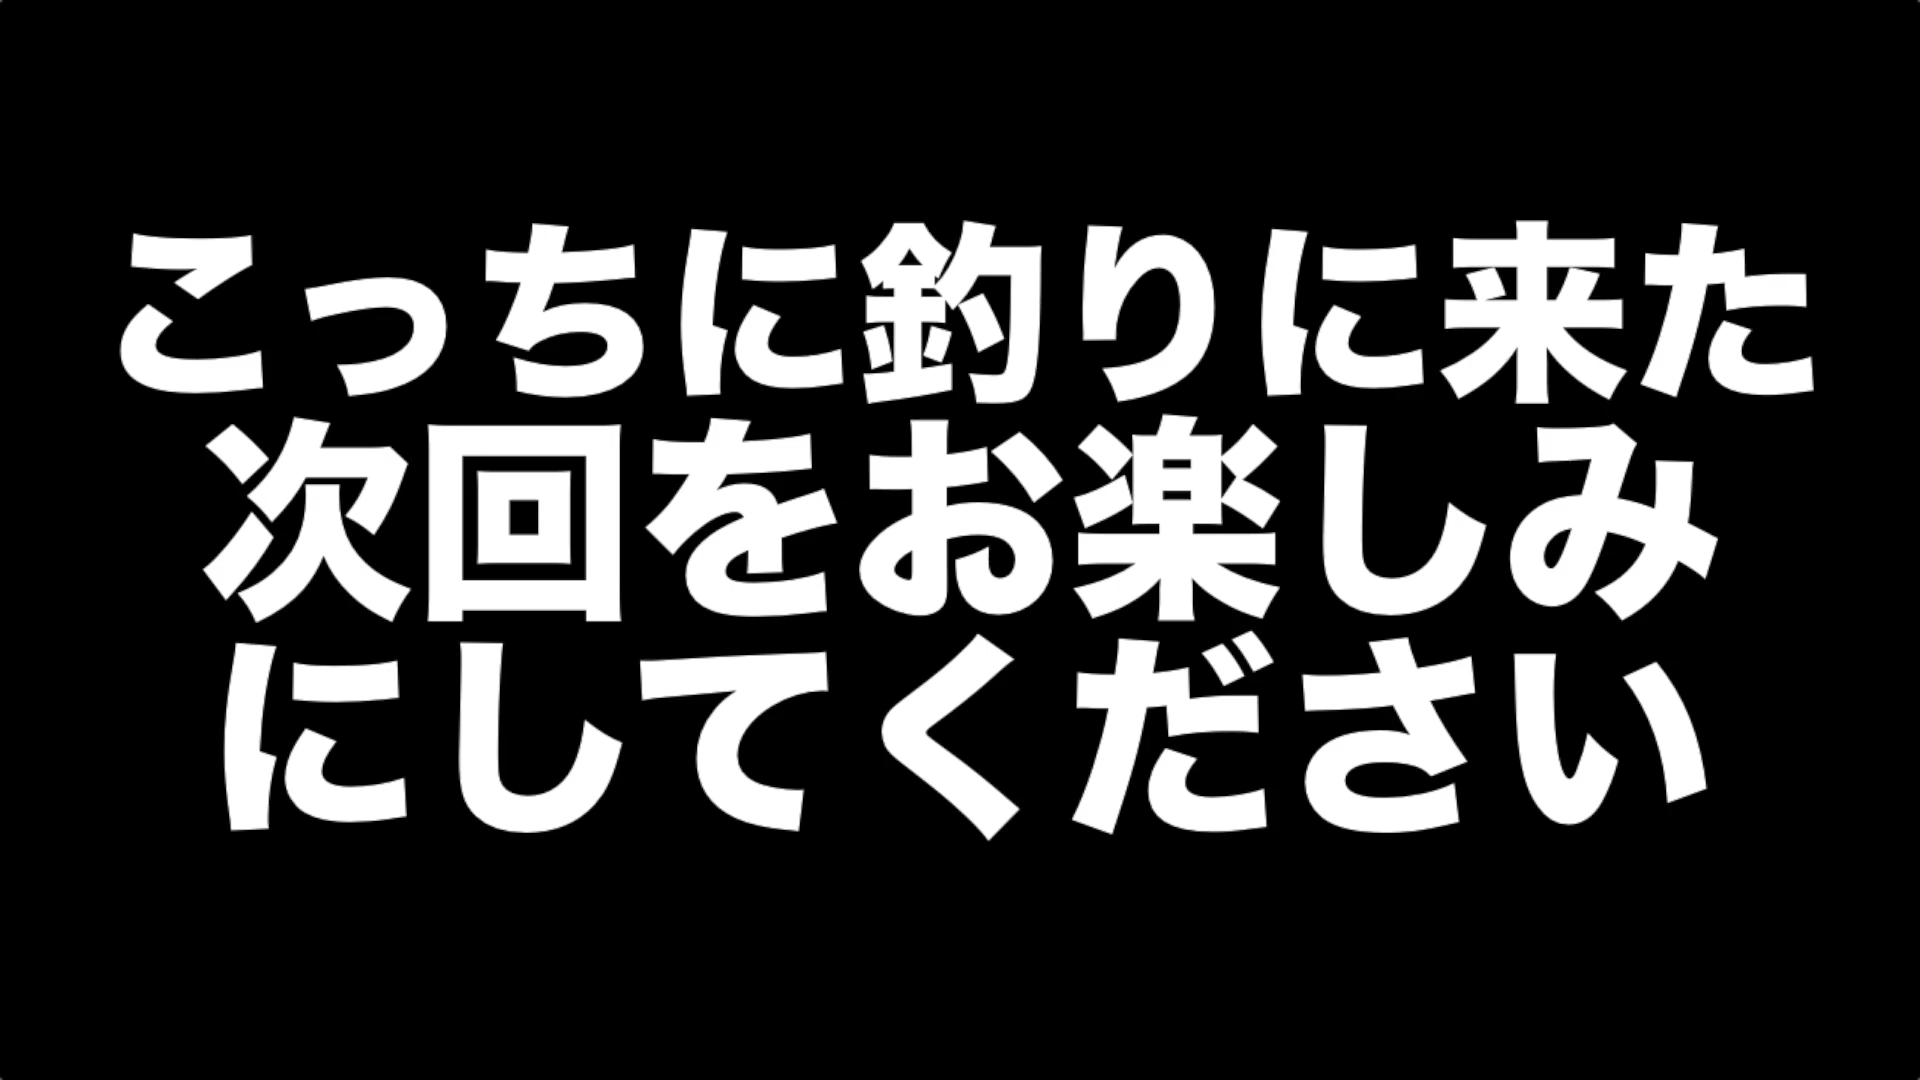 こっちに釣りに来た
次回をお楽しみ
にしてください